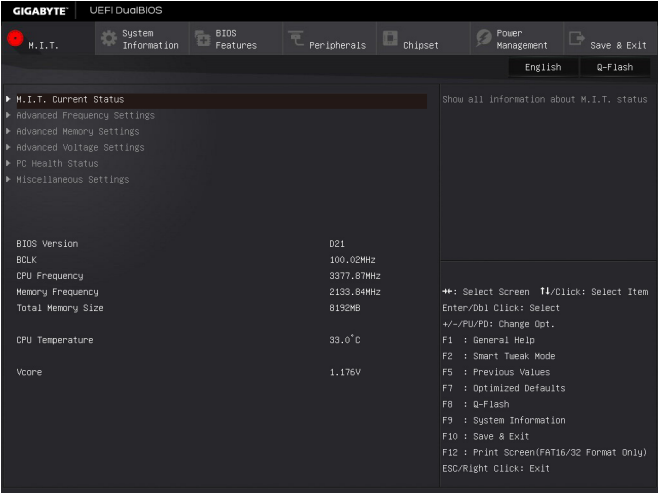 GIGABYTE™ UEFI DualBIOS
M.I.T.
System Information
BIOS Features
Peripherals
Chipset
Power Management
Save & Exit
English
Q-Flash
M.I.T. Current Status
Advanced Frequency Settings
Advanced Memory Settings
Advanced Voltage Settings
PC Health Status
Miscellaneous Settings
Show all information about M.I.T. status
BIOS Version D21
BCLK 100.02MHz
CPU Frequency 3377.87MHz
Memory Frequency 2133.84MHz
Total Memory Size 8192MB
CPU Temperature 33.0°C
Vcore 1.176V
→←: Select Screen ↑↓/Click: Select Item
Enter/Dbl Click: Select
+/-/PU/PD: Change Opt.
F1 : General Help
F2 : Smart Tweak Mode
F5 : Previous Values
F7 : Optimized Defaults
F8 : Q-Flash
F9 : System Information
F10 : Save & Exit
F12 : Print Screen(FAT16/32 Format Only)
ESC/Right Click: Exit